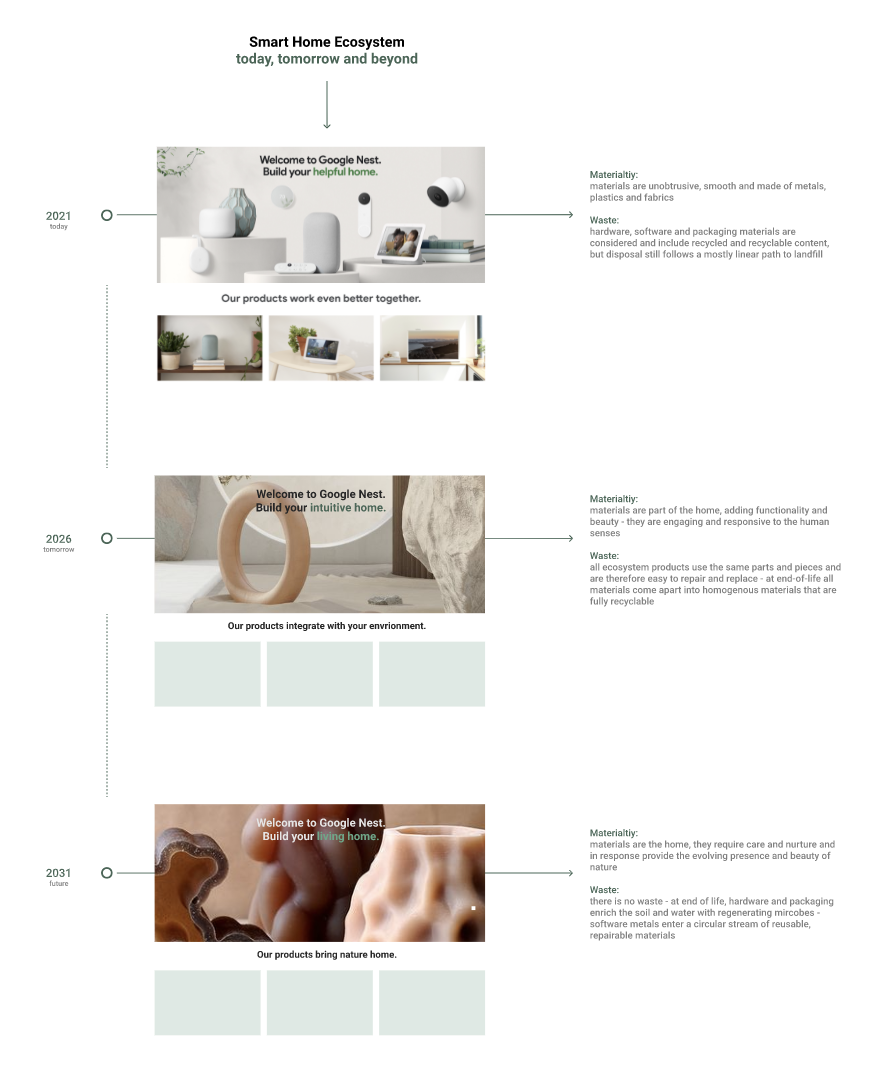 Smart Home Ecosystem
today, tomorrow and beyond
Welcome to Google Nest.
Build your helpful home.
2021
today
Materialtiy:
materials are unobtrusive, smooth and made of metals,
plastics and fabrics
Waste:
hardware, software and packaging materials are
considered and include recycled and recyclable content,
but disposal still follows a mostly linear path to landfill
Our products work even better together.
Welcome to Google Nest.
Build your intuitive home.
2026
tomorrow
Materialtiy:
materials are part of the home, adding functionality and
beauty - they are engaging and responsive to the human
senses
Waste:
all ecosystem products use the same parts and pieces and
are therefore easy to repair and replace - at end-of-life all
materials come apart into homogenous materials that are
fully recyclable
Our products integrate with your envrionment.
Welcome to Google Nest.
Build your living home.
2031
future
Materialtiy:
materials are the home, they require care and nurture and
in response provide the evolving presence and beauty of
nature
Waste:
there is no waste - at end of life, hardware and packaging
enrich the soil and water with regenerating mircobes -
software metals enter a circular stream of reusable,
repairable materials
Our products bring nature home.